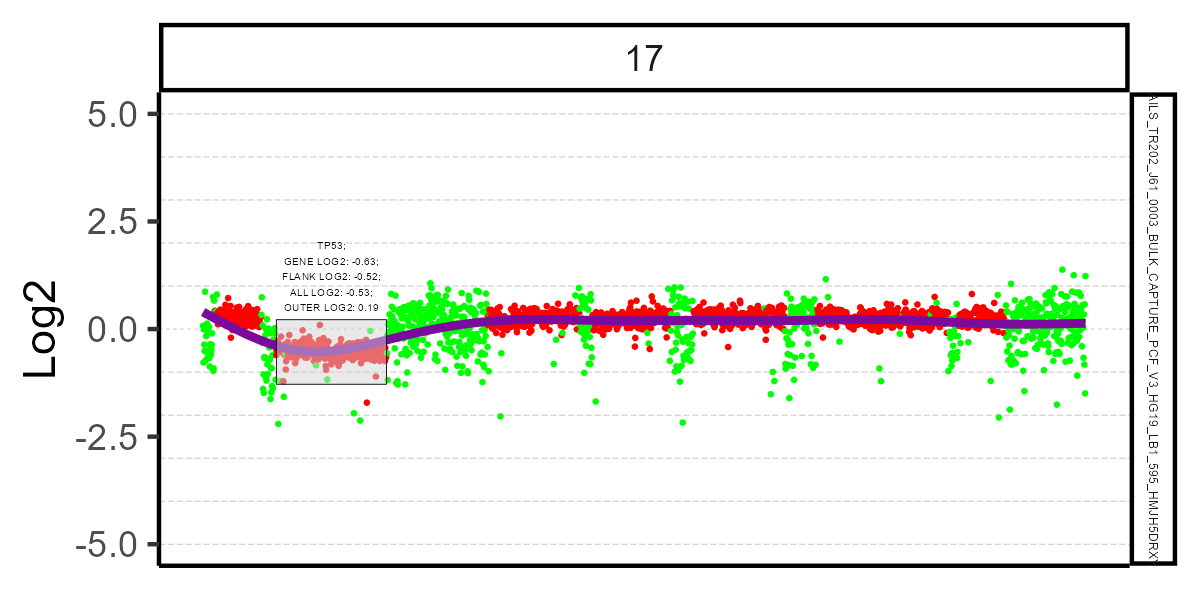 17
5.0
2.5
0.0
-2.5
-5.0
Log2
TP53;
GENE LOG2: -0.63;
FLANK LOG2: -0.52;
ALL LOG2: -0.53;
OUTER LOG2: 0.19
AILS_TR202_J61_0003_BULK_CAPTURE_PCF_V3_HG19_LB1_595_HMJH5DRX